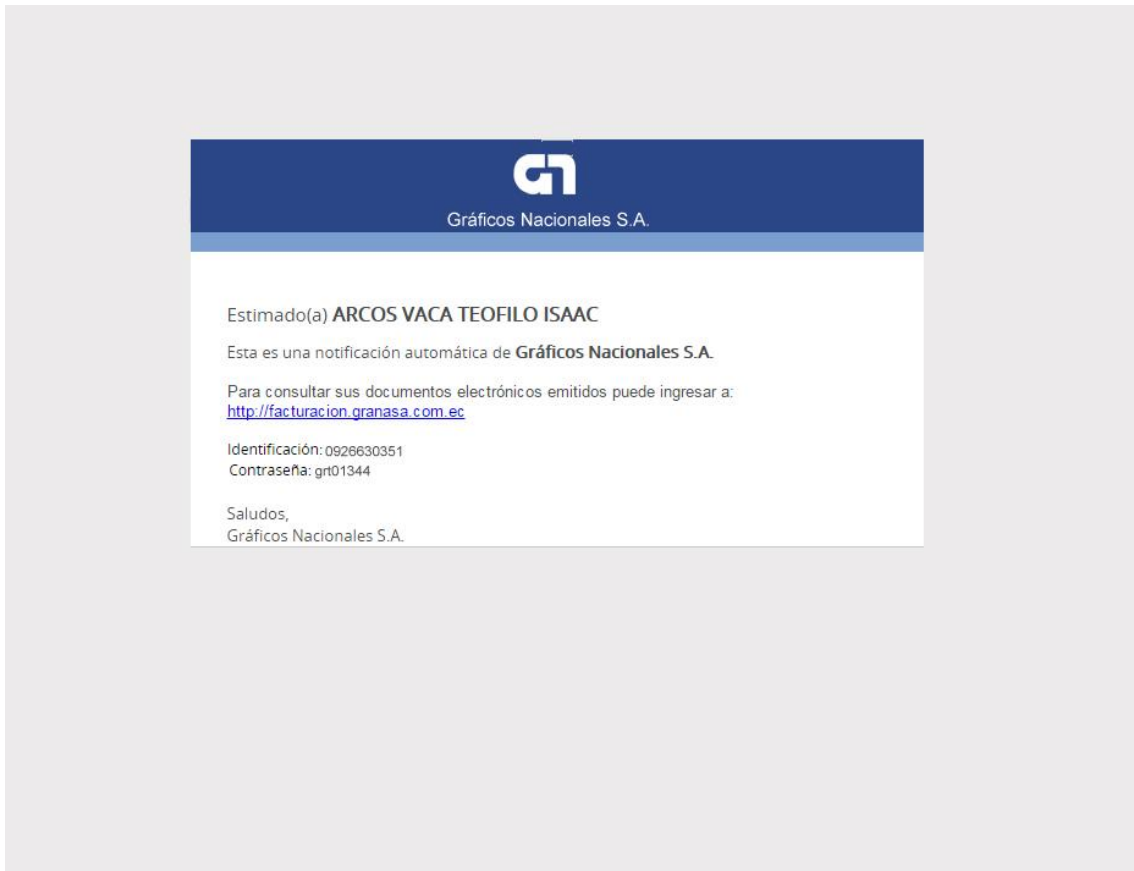 Gn
Gráficos Nacionales S.A.
Estimado(a) ARCOS VACA TEOFILO ISAAC
Esta es una notificación automática de Gráficos Nacionales S.A.
Para consultar sus documentos electrónicos emitidos puede ingresar a:
http://facturacion.granasa.com.ec
Identificación: 0926630351
Contraseña: grt01344
Saludos,
Gráficos Nacionales S.A.